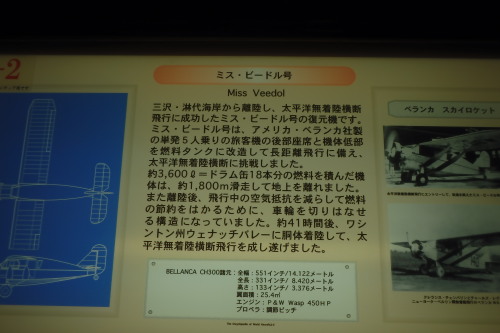 -2
ミス・ビードル号
Miss Veedol
三沢・淋代海岸から離陸し、太平洋無着陸横断
飛行に成功したミス・ビードル号の復元機です。
ミス・ビードル号は、アメリカ・ベランカ社製
の単発5人乗りの旅客機の後部座席と機体低部
を燃料タンクに改造して長距離飛行に備え、
太平洋無着陸横断に挑戦しました。
約3,600ℓ=ドラム缶18本分の燃料を積んだ機
体は、約1,800m滑走して地上を離れました。
また離陸後、飛行中の空気抵抗を減らして燃料
の節約をはかるために、車輪を切りはなせ
る構造になっていました。約41時間後、ワシ
ントン州ウェナッチバレーに胴体着陸して、太
平洋無着陸横断飛行を成し遂げました。
BELLANCA CH300諸元:全幅:551インチ/14.122メートル
全長:331インチ/ 8.420メートル
高さ:133インチ/ 3.376メートル
翼面積:25.4㎡
エンジン:P&W Wasp 450HP
プロペラ:調節ピッチ
ベランカ スカイロケット